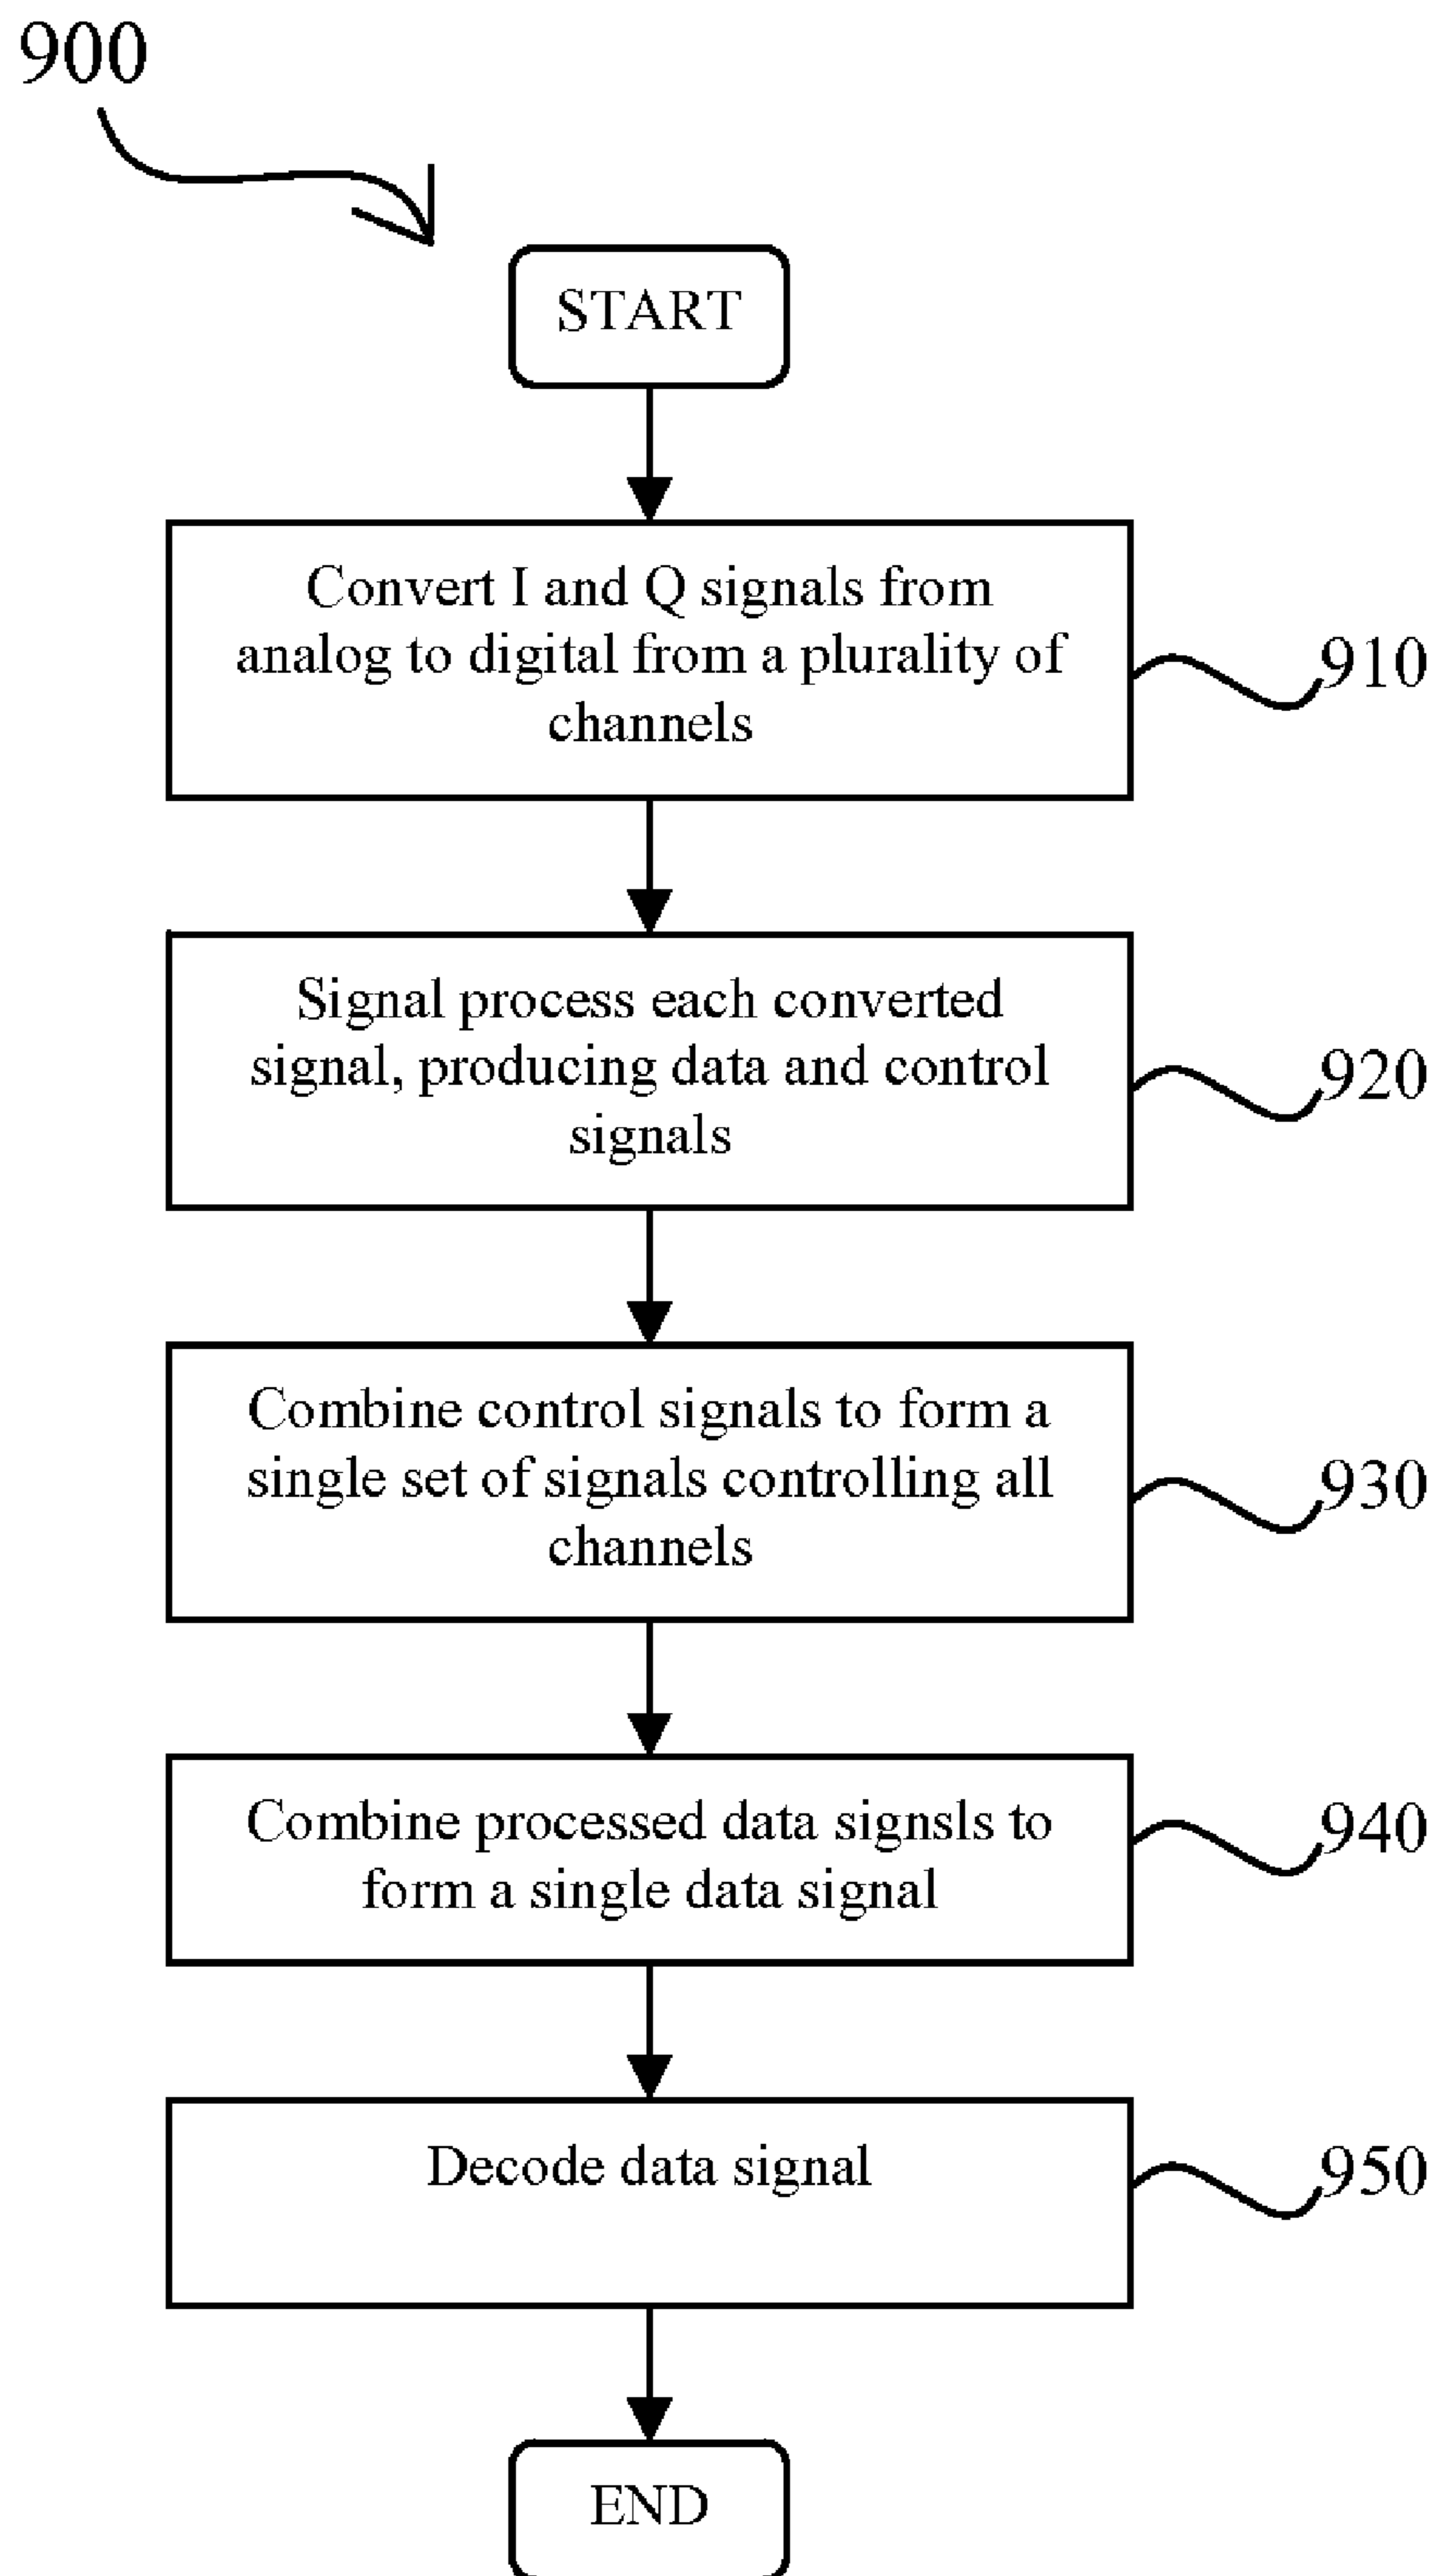 900
START
Convert I and Q signals from
analog to digital from a plurality of
channels
910
Signal process each converted
signal, producing data and control
signals
920
Combine control signals to form a
single set of signals controlling all
channels
930
Combine processed data signsls to
form a single data signal
940
Decode data signal
950
END